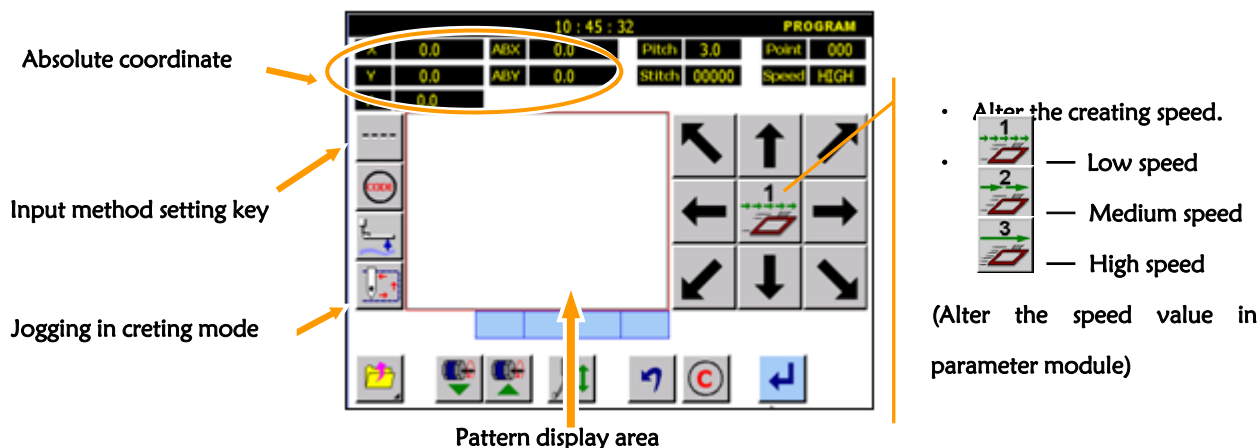 10 : 45 : 32 PROGRAM
X 0.0 ABX 0.0 Pitch 3.0 Point 000
Y 0.0 ABY 0.0 Stitch 00000 Speed HIGH
0.0
Absolute coordinate
Input method setting key
Jogging in creting mode
CODE
1
C
Pattern display area
· Alter the creating speed.
· 1 — Low speed
2 — Medium speed
3 — High speed
(Alter the speed value in
parameter module)